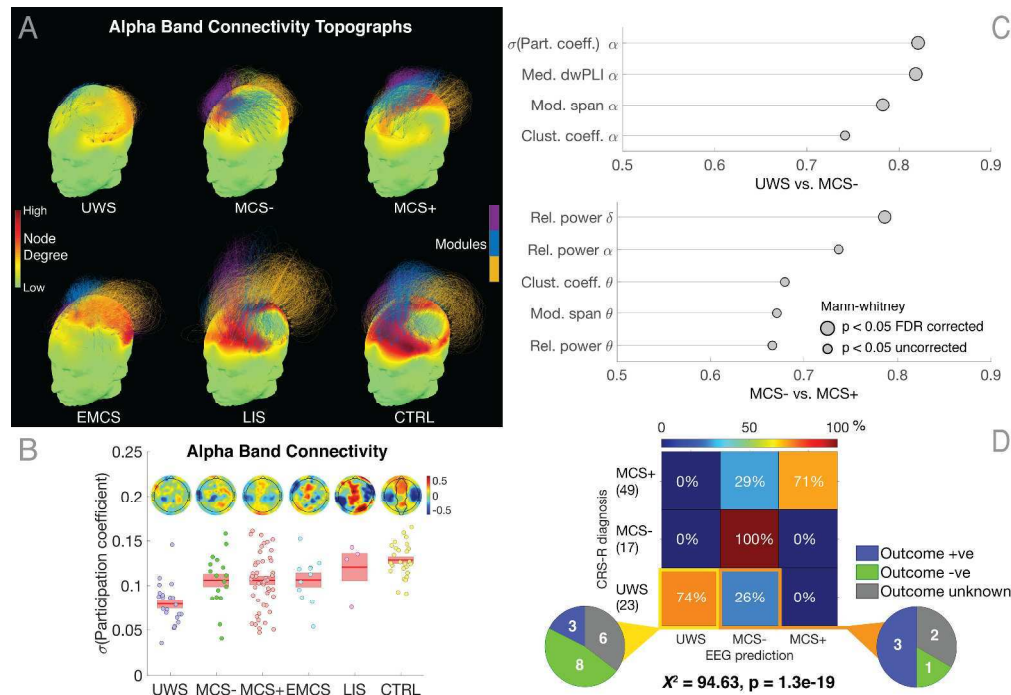 A
Alpha Band Connectivity Topographs
UWS
MCS-
MCS+
High
Node
Degree
Low
Modules
EMCS
LIS
CTRL
B
Alpha Band Connectivity
σ(Participation coefficient)
0.25
0.2
0.15
0.1
0.05
0
0.5
-0.5
UWS MCS- MCS+ EMCS LIS CTRL
C
σ(Part. coeff.) α
Med. dwPLI α
Mod. span α
Clust. coeff. α
0.5 0.6 0.7 0.8 0.9
UWS vs. MCS-
Rel. power δ
Rel. power α
Clust. coeff. θ
Mod. span θ
Rel. power θ
Mann-whitney
p < 0.05 FDR corrected
p < 0.05 uncorrected
0.5 0.6 0.7 0.8 0.9
MCS- vs. MCS+
D
0 50 100 %
CRS-R diagnosis
MCS+
(49)
0% 29% 71%
MCS-
(17)
0% 100% 0%
UWS
(23)
74% 26% 0%
UWS MCS- MCS+
EEG prediction
X² = 94.63, p = 1.3e-19
3 6
8
3 2
1
Outcome +ve
Outcome -ve
Outcome unknown